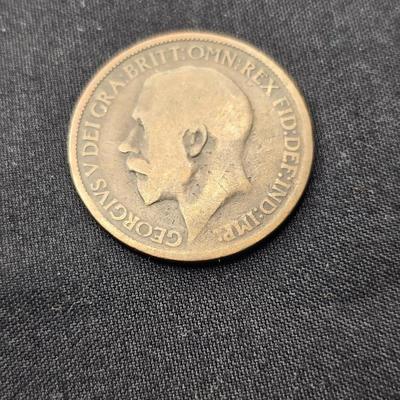 GEORGIVS V DEI GRA:BRITT:OMN:REX FID:DEF:IND:IMP: